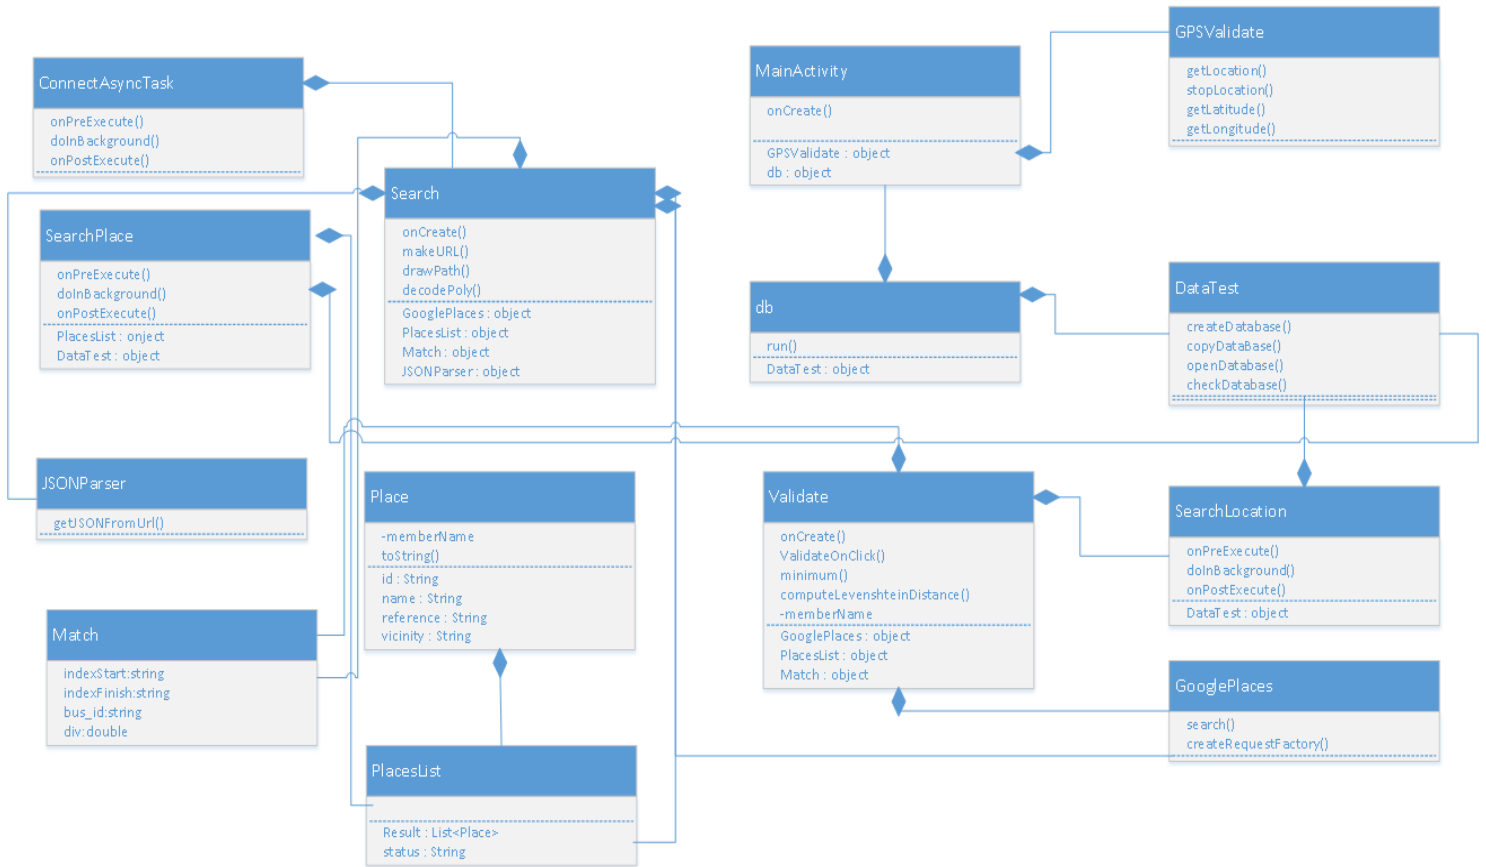 ConnectAsyncTask
onPreExecute()
doInBackground()
onPostExecute()
SearchPlace
onPreExecute()
doInBackground()
onPostExecute()
PlacesList : onject
DataTest : object
Search
onCreate()
makeURL()
drawPath()
decodePoly()
GooglePlaces : object
PlacesList : object
Match : object
JSONParser : object
MainActivity
onCreate()
GPSValidate : object
db : object
GPSValidate
getLocation()
stopLocation()
getLatitude()
getLongitude()
db
run()
DataTest : object
DataTest
createDatabase()
copyDataBase()
openDatabase()
checkDatabase()
JSONParser
getJSONFromUrl()
Place
-memberName
toString()
id : String
name : String
reference : String
vicinity : String
Validate
onCreate()
ValidateOnClick()
minimum()
computeLevenshteinDistance()
-memberName
GooglePlaces : object
PlacesList : object
Match : object
SearchLocation
onPreExecute()
doInBackground()
onPostExecute()
DataTest : object
Match
indexStart:string
indexFinish:string
bus_id:string
div:double
PlacesList
Result : List<Place>
status : String
GooglePlaces
search()
createRequestFactory()